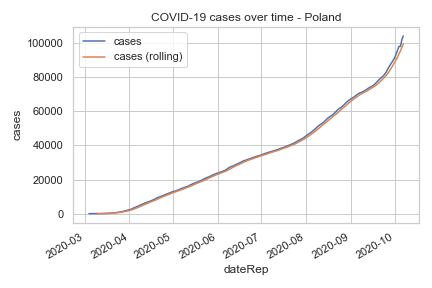 COVID-19 cases over time - Poland
cases
cases (rolling)
100000
80000
60000
40000
20000
0
cases
2020-03
2020-04
2020-05
2020-06
2020-07
2020-08
2020-09
2020-10
dateRep